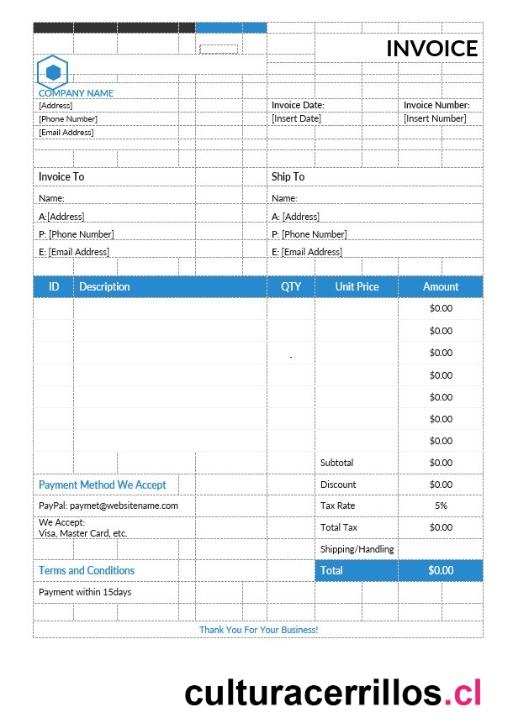 INVOICE
COMPANY NAME
[Address]
[Phone Number]
[Email Address]
Invoice Date: Invoice Number:
[Insert Date] [Insert Number]
Invoice To Ship To
Name: Name:
A:[Address] A: [Address]
P: [Phone Number] P: [Phone Number]
E: [Email Address] E: [Email Address]
ID Description QTY Unit Price Amount
$0.00
$0.00
$0.00
$0.00
$0.00
$0.00
$0.00
Subtotal $0.00
Payment Method We Accept Discount $0.00
PayPal: paymet@websitename.com Tax Rate 5%
We Accept:
Visa, Master Card, etc. Total Tax $0.00
Shipping/Handling
Terms and Conditions Total $0.00
Payment within 15days
Thank You For Your Business!
culturacerrillos.cl